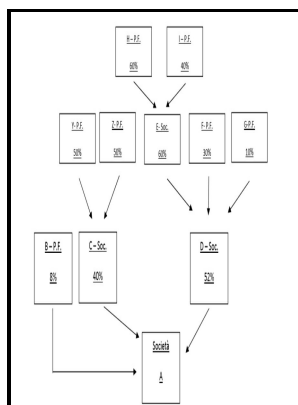 H – P.F.
60%
I – P.F.
40%
Y- P.F.
50%
Z- P.F.
50%
E- Soc.
60%
F- P.F.
30%
G-P.F.
10%
B – P.F.
8%
C – Soc.
40%
D – Soc.
52%
Società
A